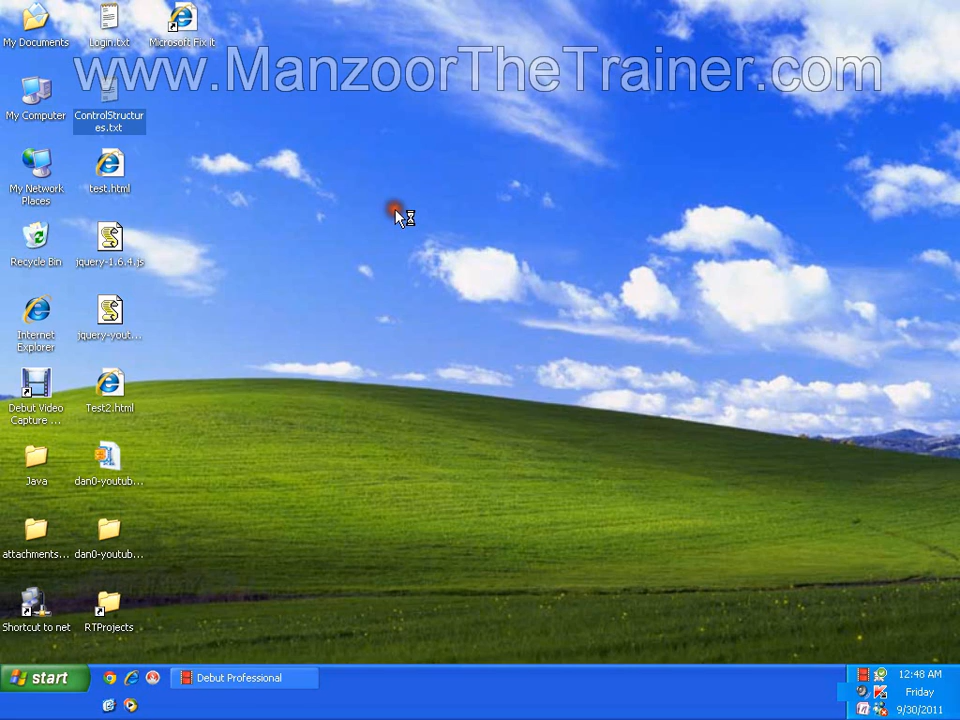 My Documents
Login.txt
Microsoft Fix it
www.ManzoorTheTrainer.com
My Computer
ControlStructur
es.txt
My Network
Places
test.html
Recycle Bin
jquery-1.6.4.js
Internet
Explorer
jquery-yout...
Debut Video
Capture ...
Test2.html
Java
dan0-youtub...
attachments...
dan0-youtub...
Shortcut to net
RTProjects
start
Debut Professional
12:48 AM
Friday
9/30/2011